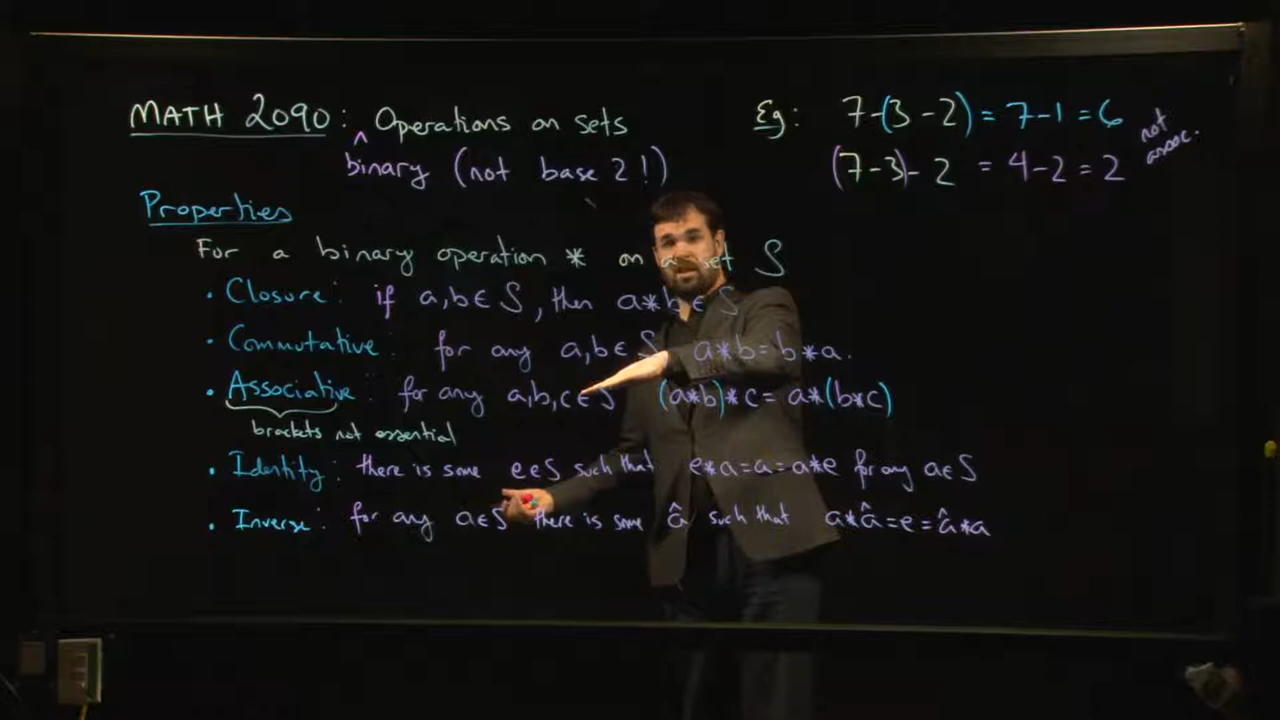 MATH 2090: ^ Operations on sets
binary (not base 2!)
Eg: 7-(3-2) = 7-1 = 6
(7-3)-2 = 4-2 = 2
not assoc.
Properties
For a binary operation * on a set S
• Closure: if a,b ∈ S, then a*b ∈ S
• Commutative: for any a,b ∈ S a*b = b*a.
• Associative: for any a,b,c ∈ S (a*b)*c = a*(b*c)
brackets not essential
• Identity: there is some e∈S such that e*a=a=a*e for any a∈S
• Inverse: for any a∈S there is some â such that a*â=e=â*a